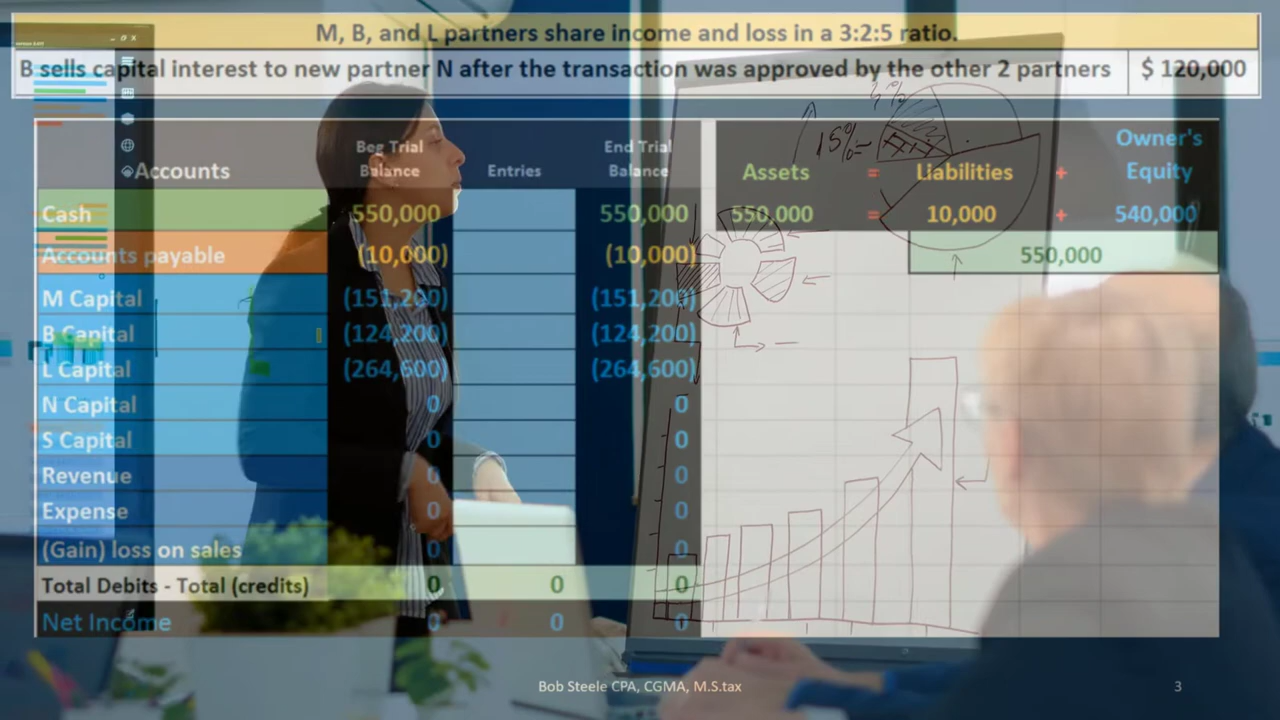 M, B, and L partners share income and loss in a 3:2:5 ratio.
B sells capital interest to new partner N after the transaction was approved by the other 2 partners $ 120,000
Accounts Beg Trial Balance Entries End Trial Balance
Assets = Liabilities + Owner's Equity
Cash 550,000 550,000
550,000 = 10,000 + 540,000
Accounts payable (10,000) (10,000)
550,000
M Capital (151,200) (151,200)
B Capital (124,200) (124,200)
L Capital (264,600) (264,600)
N Capital 0 0
S Capital 0 0
Revenue 0 0
Expense 0 0
(Gain) loss on sales 0 0
Total Debits - Total (credits) 0 0 0
Net Income 0 0 0
15%
Bob Steele CPA, CGMA, M.S.tax
3